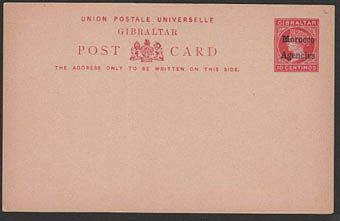 UNION POSTALE UNIVERSELLE
GIBRALTAR
POST CARD
THE ADDRESS ONLY TO BE WRITTEN ON THIS SIDE.
GIBRALTAR
Morocco
Agencies
10 CENTIMOS